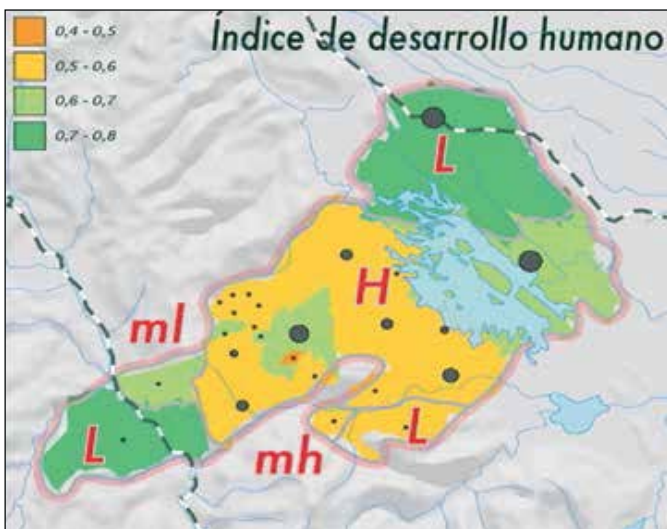 Índice de desarrollo humano
0,4 - 0,5
0,5 - 0,6
0,6 - 0,7
0,7 - 0,8
L
H
ml
L
mh
L